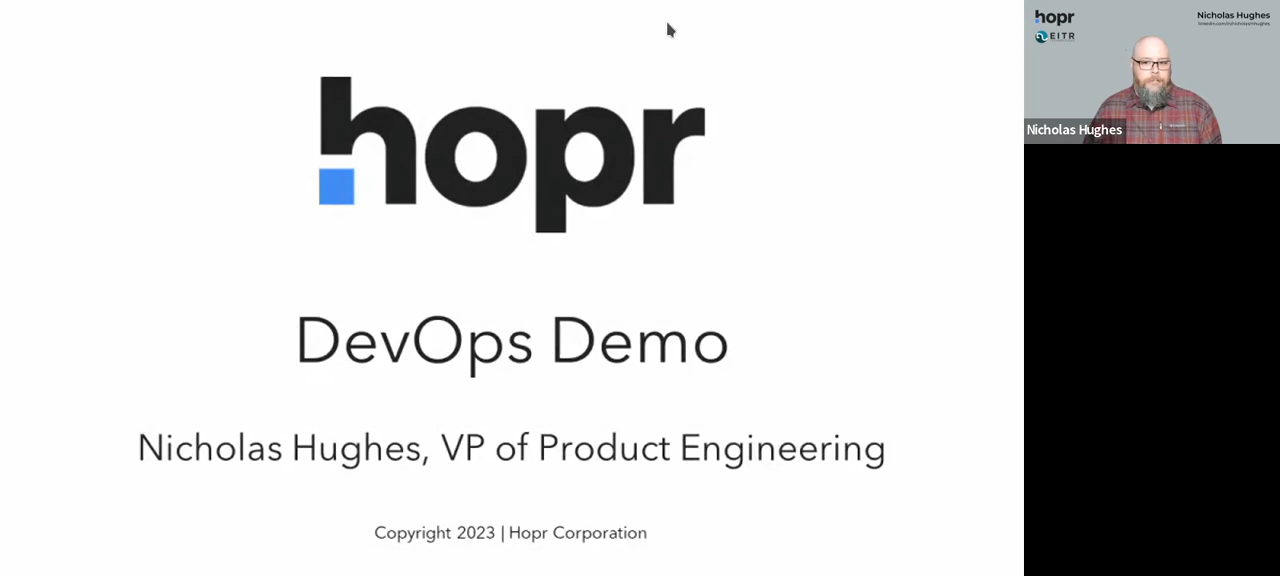 hopr
DevOps Demo
Nicholas Hughes, VP of Product Engineering
Copyright 2023 | Hopr Corporation
hopr
EITR
Nicholas Hughes
Nicholas Hughes